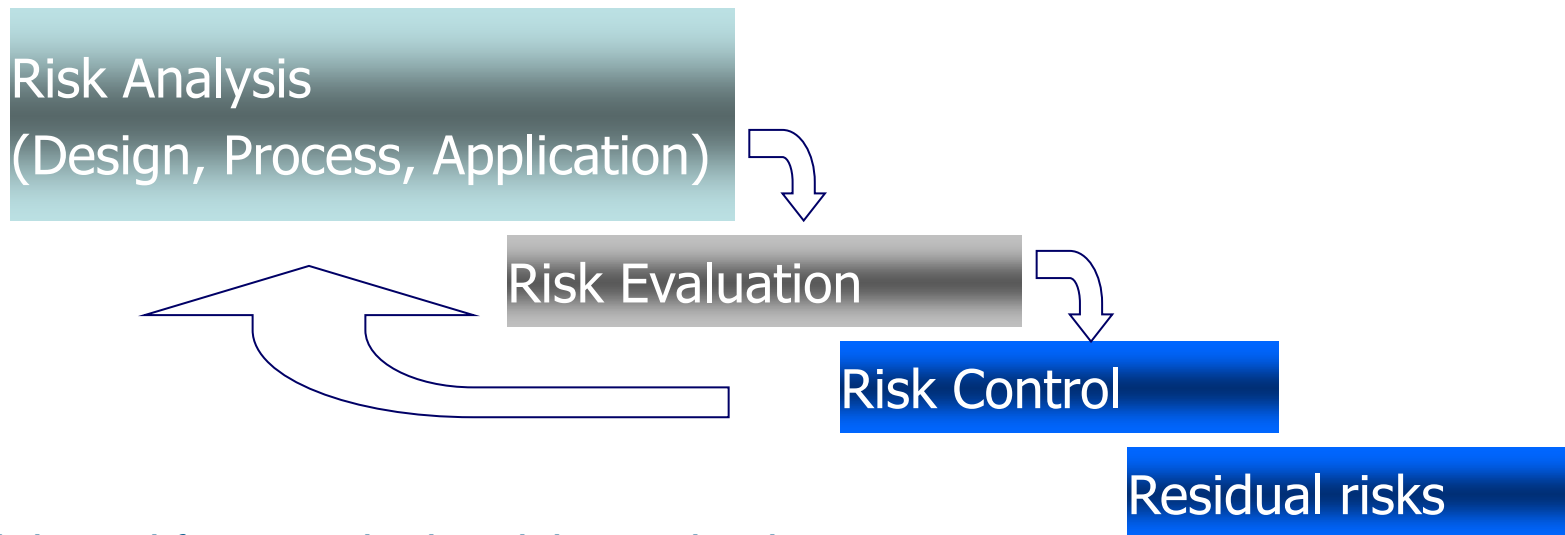 Risk Analysis
(Design, Process, Application)
Risk Evaluation
Risk Control
Residual risks